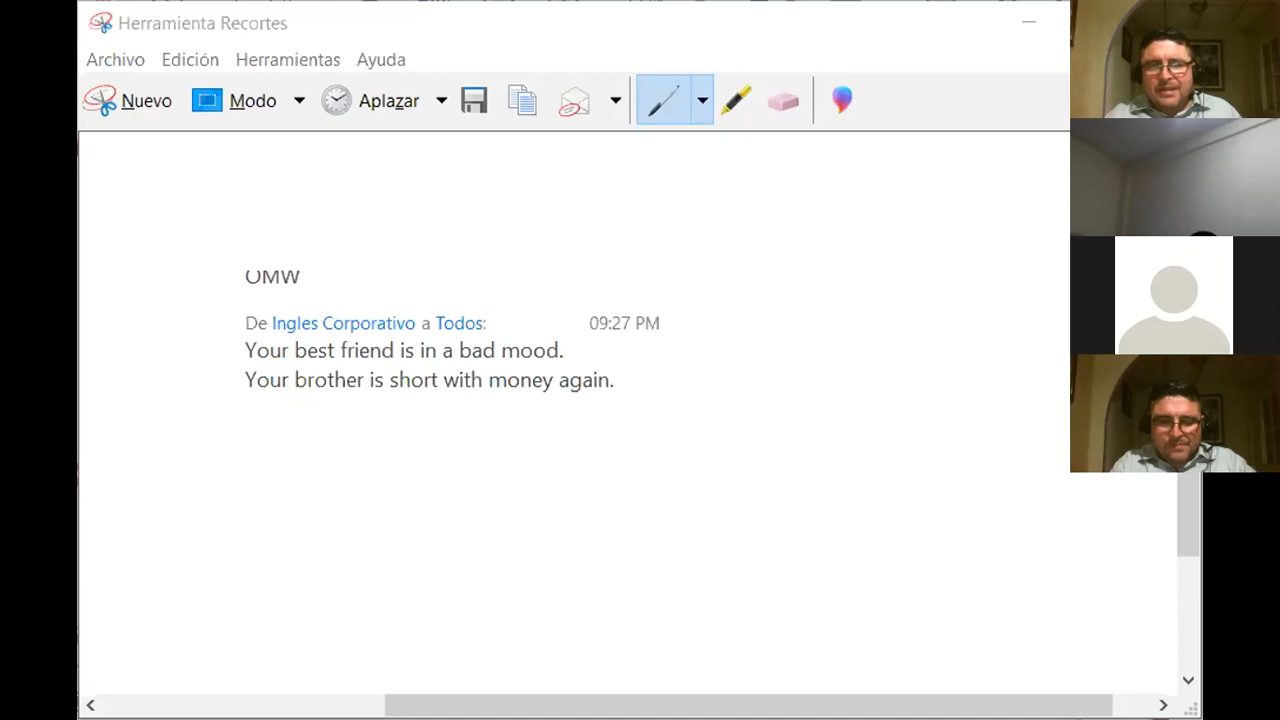 Herramienta Recortes
Archivo Edición Herramientas Ayuda
Nuevo Modo Aplazar
OMW
De Ingles Corporativo a Todos: 09:27 PM
Your best friend is in a bad mood.
Your brother is short with money again.